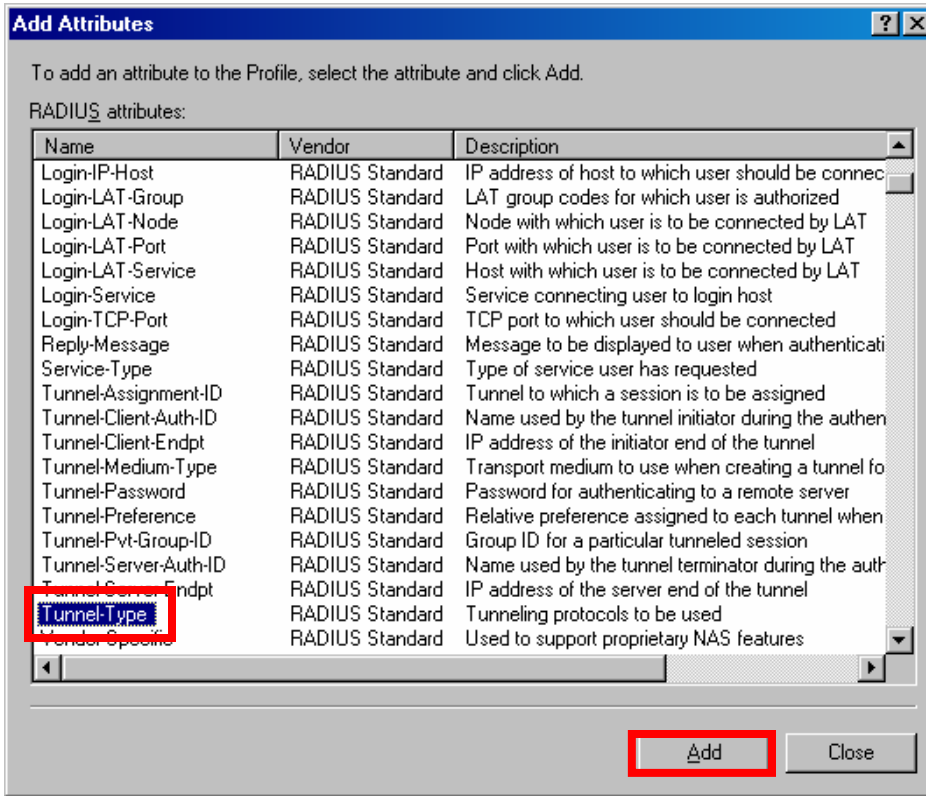 Add Attributes
To add an attribute to the Profile, select the attribute and click Add.
RADIUS attributes:
Name Vendor Description
Login-IP-Host RADIUS Standard IP address of host to which user should be connec
Login-LAT-Group RADIUS Standard LAT group codes for which user is authorized
Login-LAT-Node RADIUS Standard Node with which user is to be connected by LAT
Login-LAT-Port RADIUS Standard Port with which user is to be connected by LAT
Login-LAT-Service RADIUS Standard Host with which user is to be connected by LAT
Login-Service RADIUS Standard Service connecting user to login host
Login-TCP-Port RADIUS Standard TCP port to which user should be connected
Reply-Message RADIUS Standard Message to be displayed to user when authenticati
Service-Type RADIUS Standard Type of service user has requested
Tunnel-Assignment-ID RADIUS Standard Tunnel to which a session is to be assigned
Tunnel-Client-Auth-ID RADIUS Standard Name used by the tunnel initiator during the authen
Tunnel-Client-Endpt RADIUS Standard IP address of the initiator end of the tunnel
Tunnel-Medium-Type RADIUS Standard Transport medium to use when creating a tunnel fo
Tunnel-Password RADIUS Standard Password for authenticating to a remote server
Tunnel-Preference RADIUS Standard Relative preference assigned to each tunnel when
Tunnel-Pvt-Group-ID RADIUS Standard Group ID for a particular tunneled session
Tunnel-Server-Auth-ID RADIUS Standard Name used by the tunnel terminator during the auth
Tunnel-Server-Endpt RADIUS Standard IP address of the server end of the tunnel
Tunnel-Type RADIUS Standard Tunneling protocols to be used
Vendor-Specific RADIUS Standard Used to support proprietary NAS features
Add Close